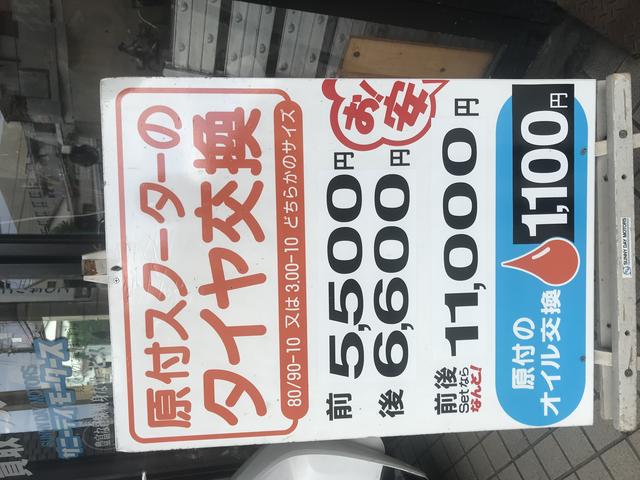 原付スクーターの
タイヤ交換
80/90-10 又は 3.00-10 どちらかのサイズ
お!安
前 5,500円
後 6,600円
前後 Setなら なんと! 11,000円
原付の
オイル交換 1,100円
SUNNY DAY MOTORS